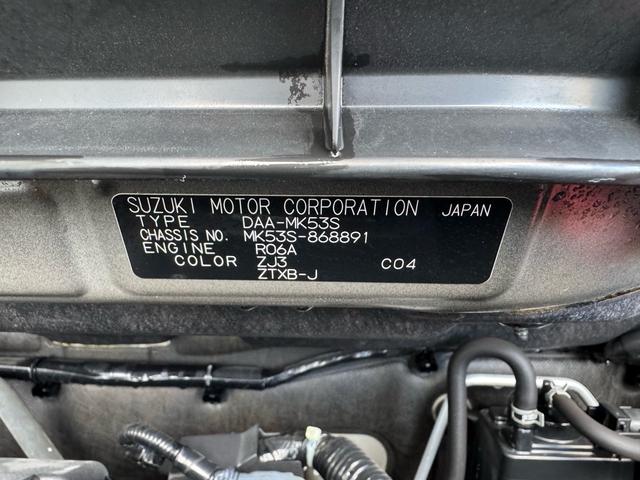 SUZUKI MOTOR CORPORATION JAPAN
TYPE DAA-MK53S
CHASSIS NO. MK53S-868891
ENGINE R06A
COLOR ZJ3 C04
ZTXB-J